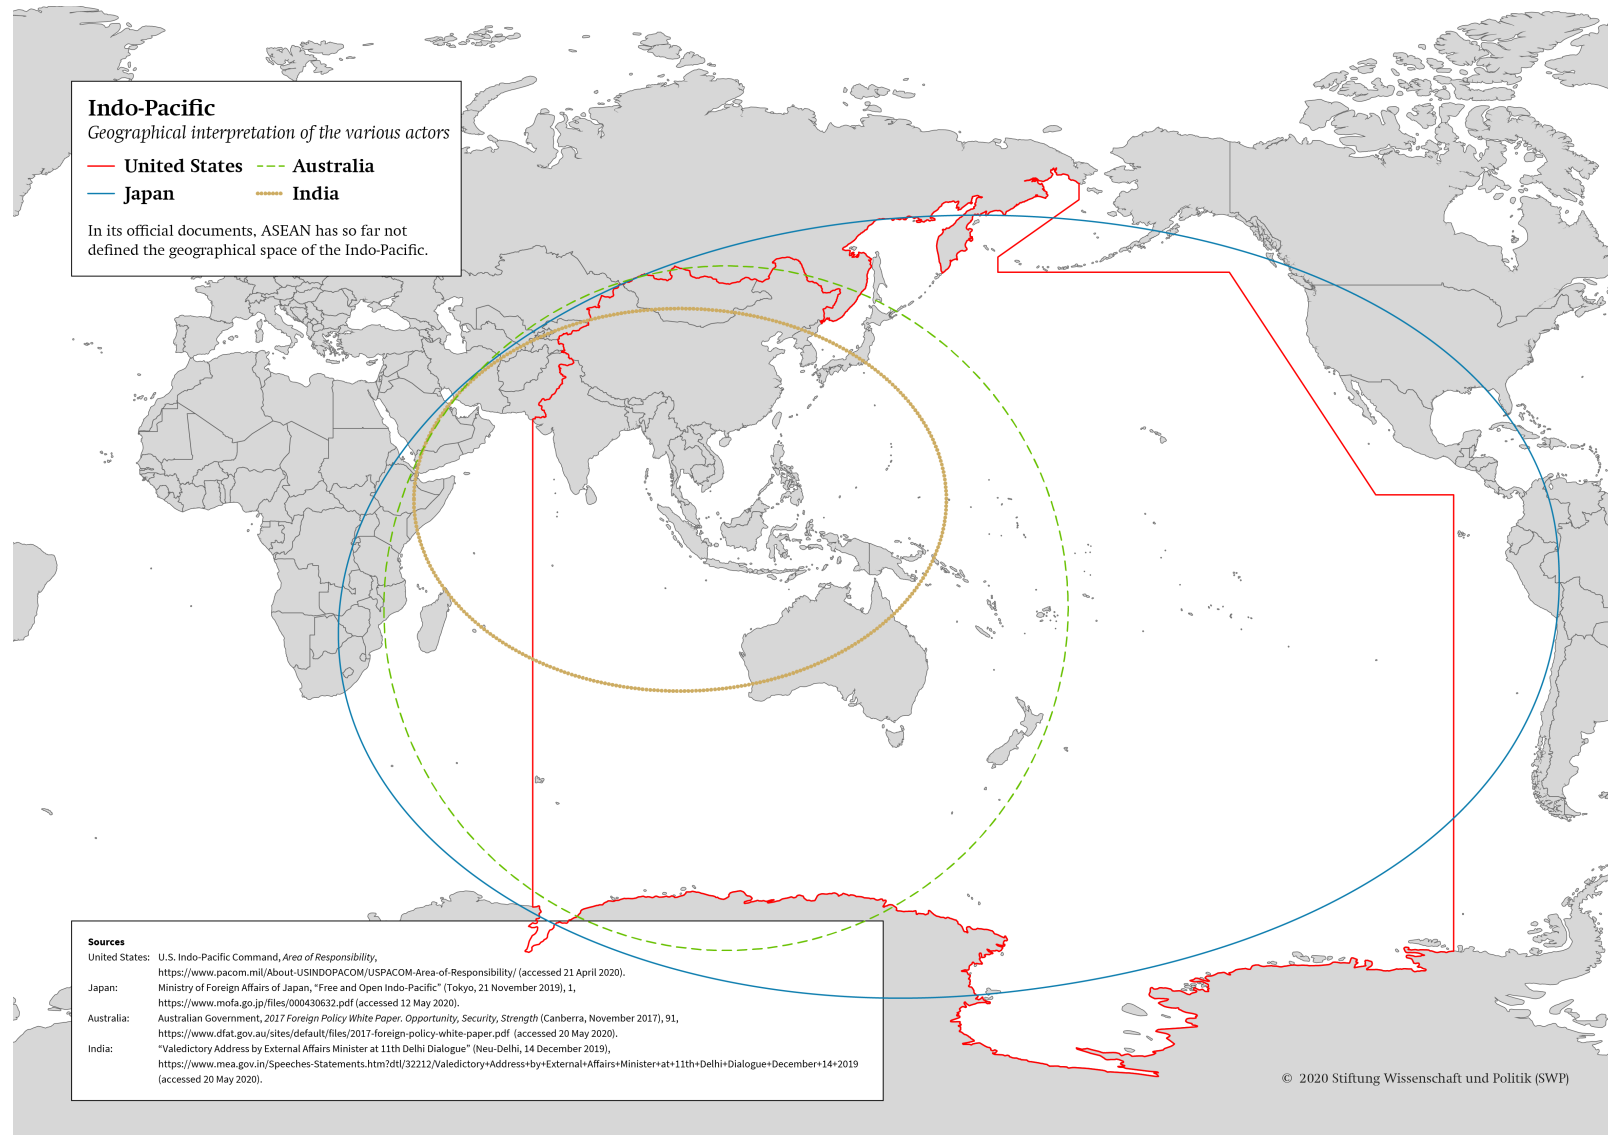 Indo-Pacific
Geographical interpretation of the various actors
United States
Australia
Japan
India
In its official documents, ASEAN has so far not
defined the geographical space of the Indo-Pacific.
Sources
United States: U.S. Indo-Pacific Command, Area of Responsibility,
https://www.pacom.mil/About-USINDOPACOM/USPACOM-Area-of-Responsibility/ (accessed 21 April 2020).
Japan: Ministry of Foreign Affairs of Japan, “Free and Open Indo-Pacific” (Tokyo, 21 November 2019), 1,
https://www.mofa.go.jp/files/000430632.pdf (accessed 12 May 2020).
Australia: Australian Government, 2017 Foreign Policy White Paper. Opportunity, Security, Strength (Canberra, November 2017), 91,
https://www.dfat.gov.au/sites/default/files/2017-foreign-policy-white-paper.pdf (accessed 20 May 2020).
India: “Valedictory Address by External Affairs Minister at 11th Delhi Dialogue” (Neu-Delhi, 14 December 2019),
https://www.mea.gov.in/Speeches-Statements.htm?dtl/32212/Valedictory+Address+by+External+Affairs+Minister+at+11th+Delhi+Dialogue+December+14+2019
(accessed 20 May 2020).
© 2020 Stiftung Wissenschaft und Politik (SWP)